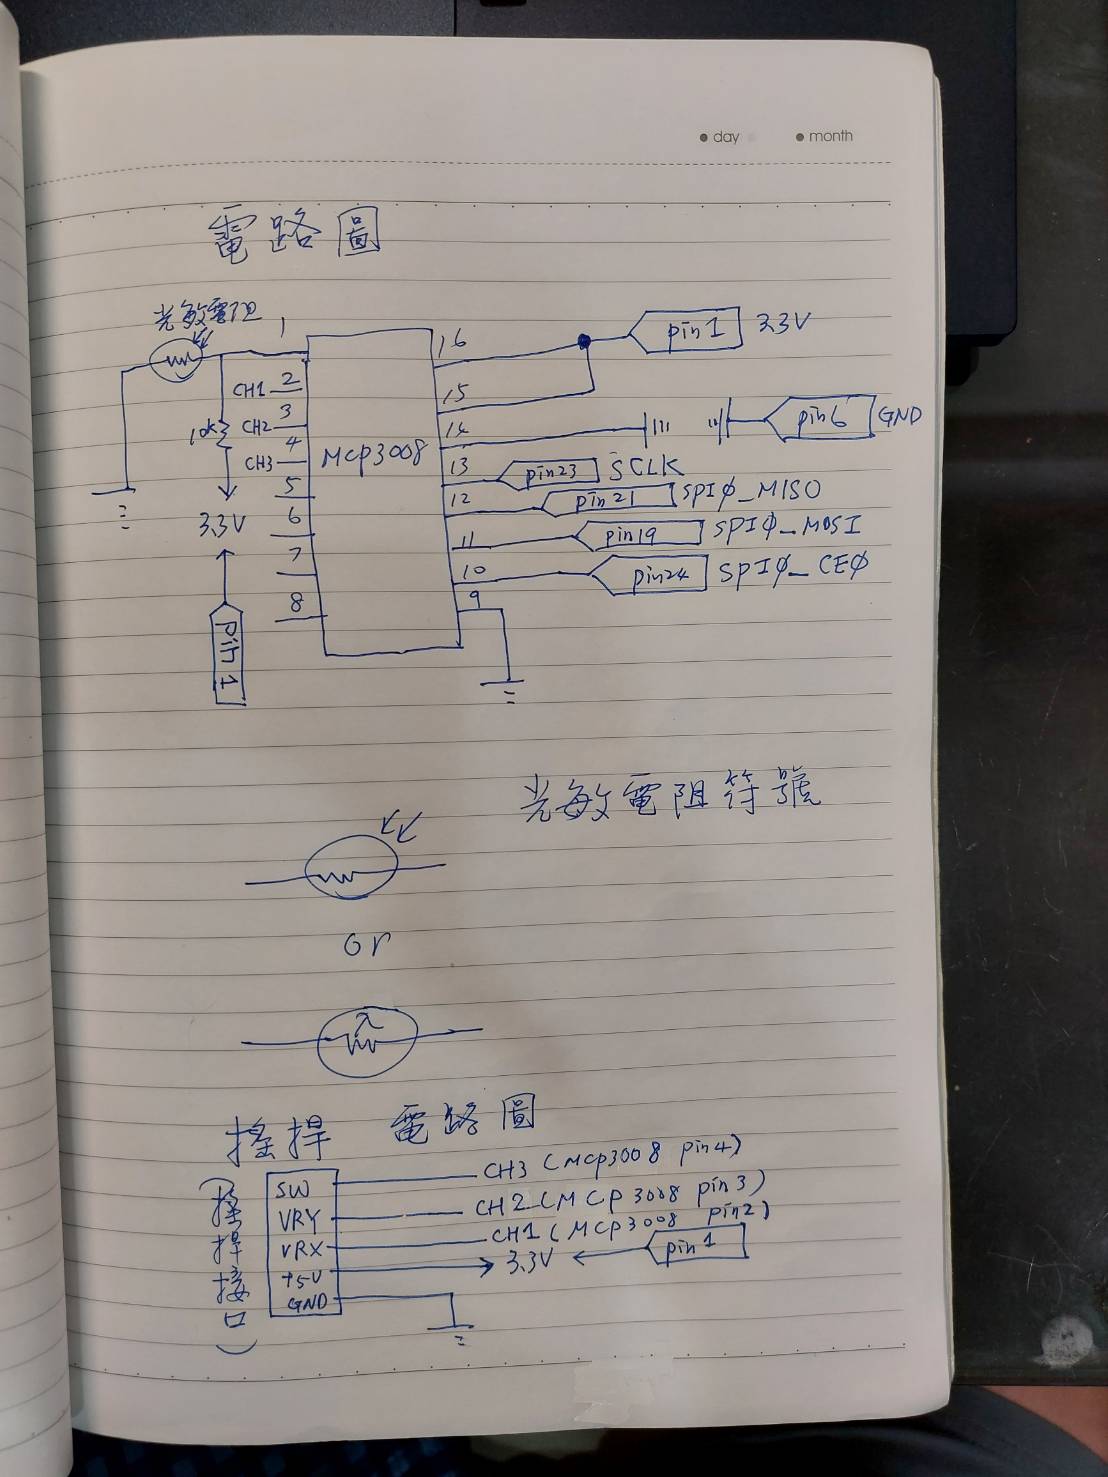 day month
電路圖
光敏電阻
1
16
pin1 3.3V
CH1 2
15
CH2 3
14
pin6 GND
10k
CH3 4
MCP3008
13 pin23 SCLK
5
12 pin21 SPIφ_MISO
6
3.3V
11 pin19 SPIφ_MOSI
7
10 pin24 SPIφ_CEφ
8
9
pin1
光敏電阻符號
or
λ
搖捍 電路圖
(搖捍接口)
SW CH3 (MCP3008 pin4)
VRY CH2 (MCP3008 pin3)
VRX CH1 (MCP3008 pin2)
+5V 3.3V pin1
GND